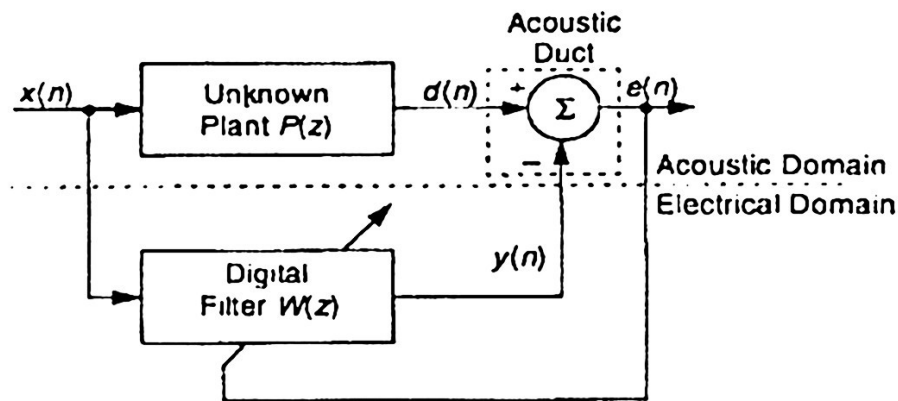 Acoustic
Duct
x(n)
Unknown
Plant P(z)
d(n)
+
Σ
e(n)
−
Acoustic Domain
Electrical Domain
Digital
Filter W(z)
y(n)